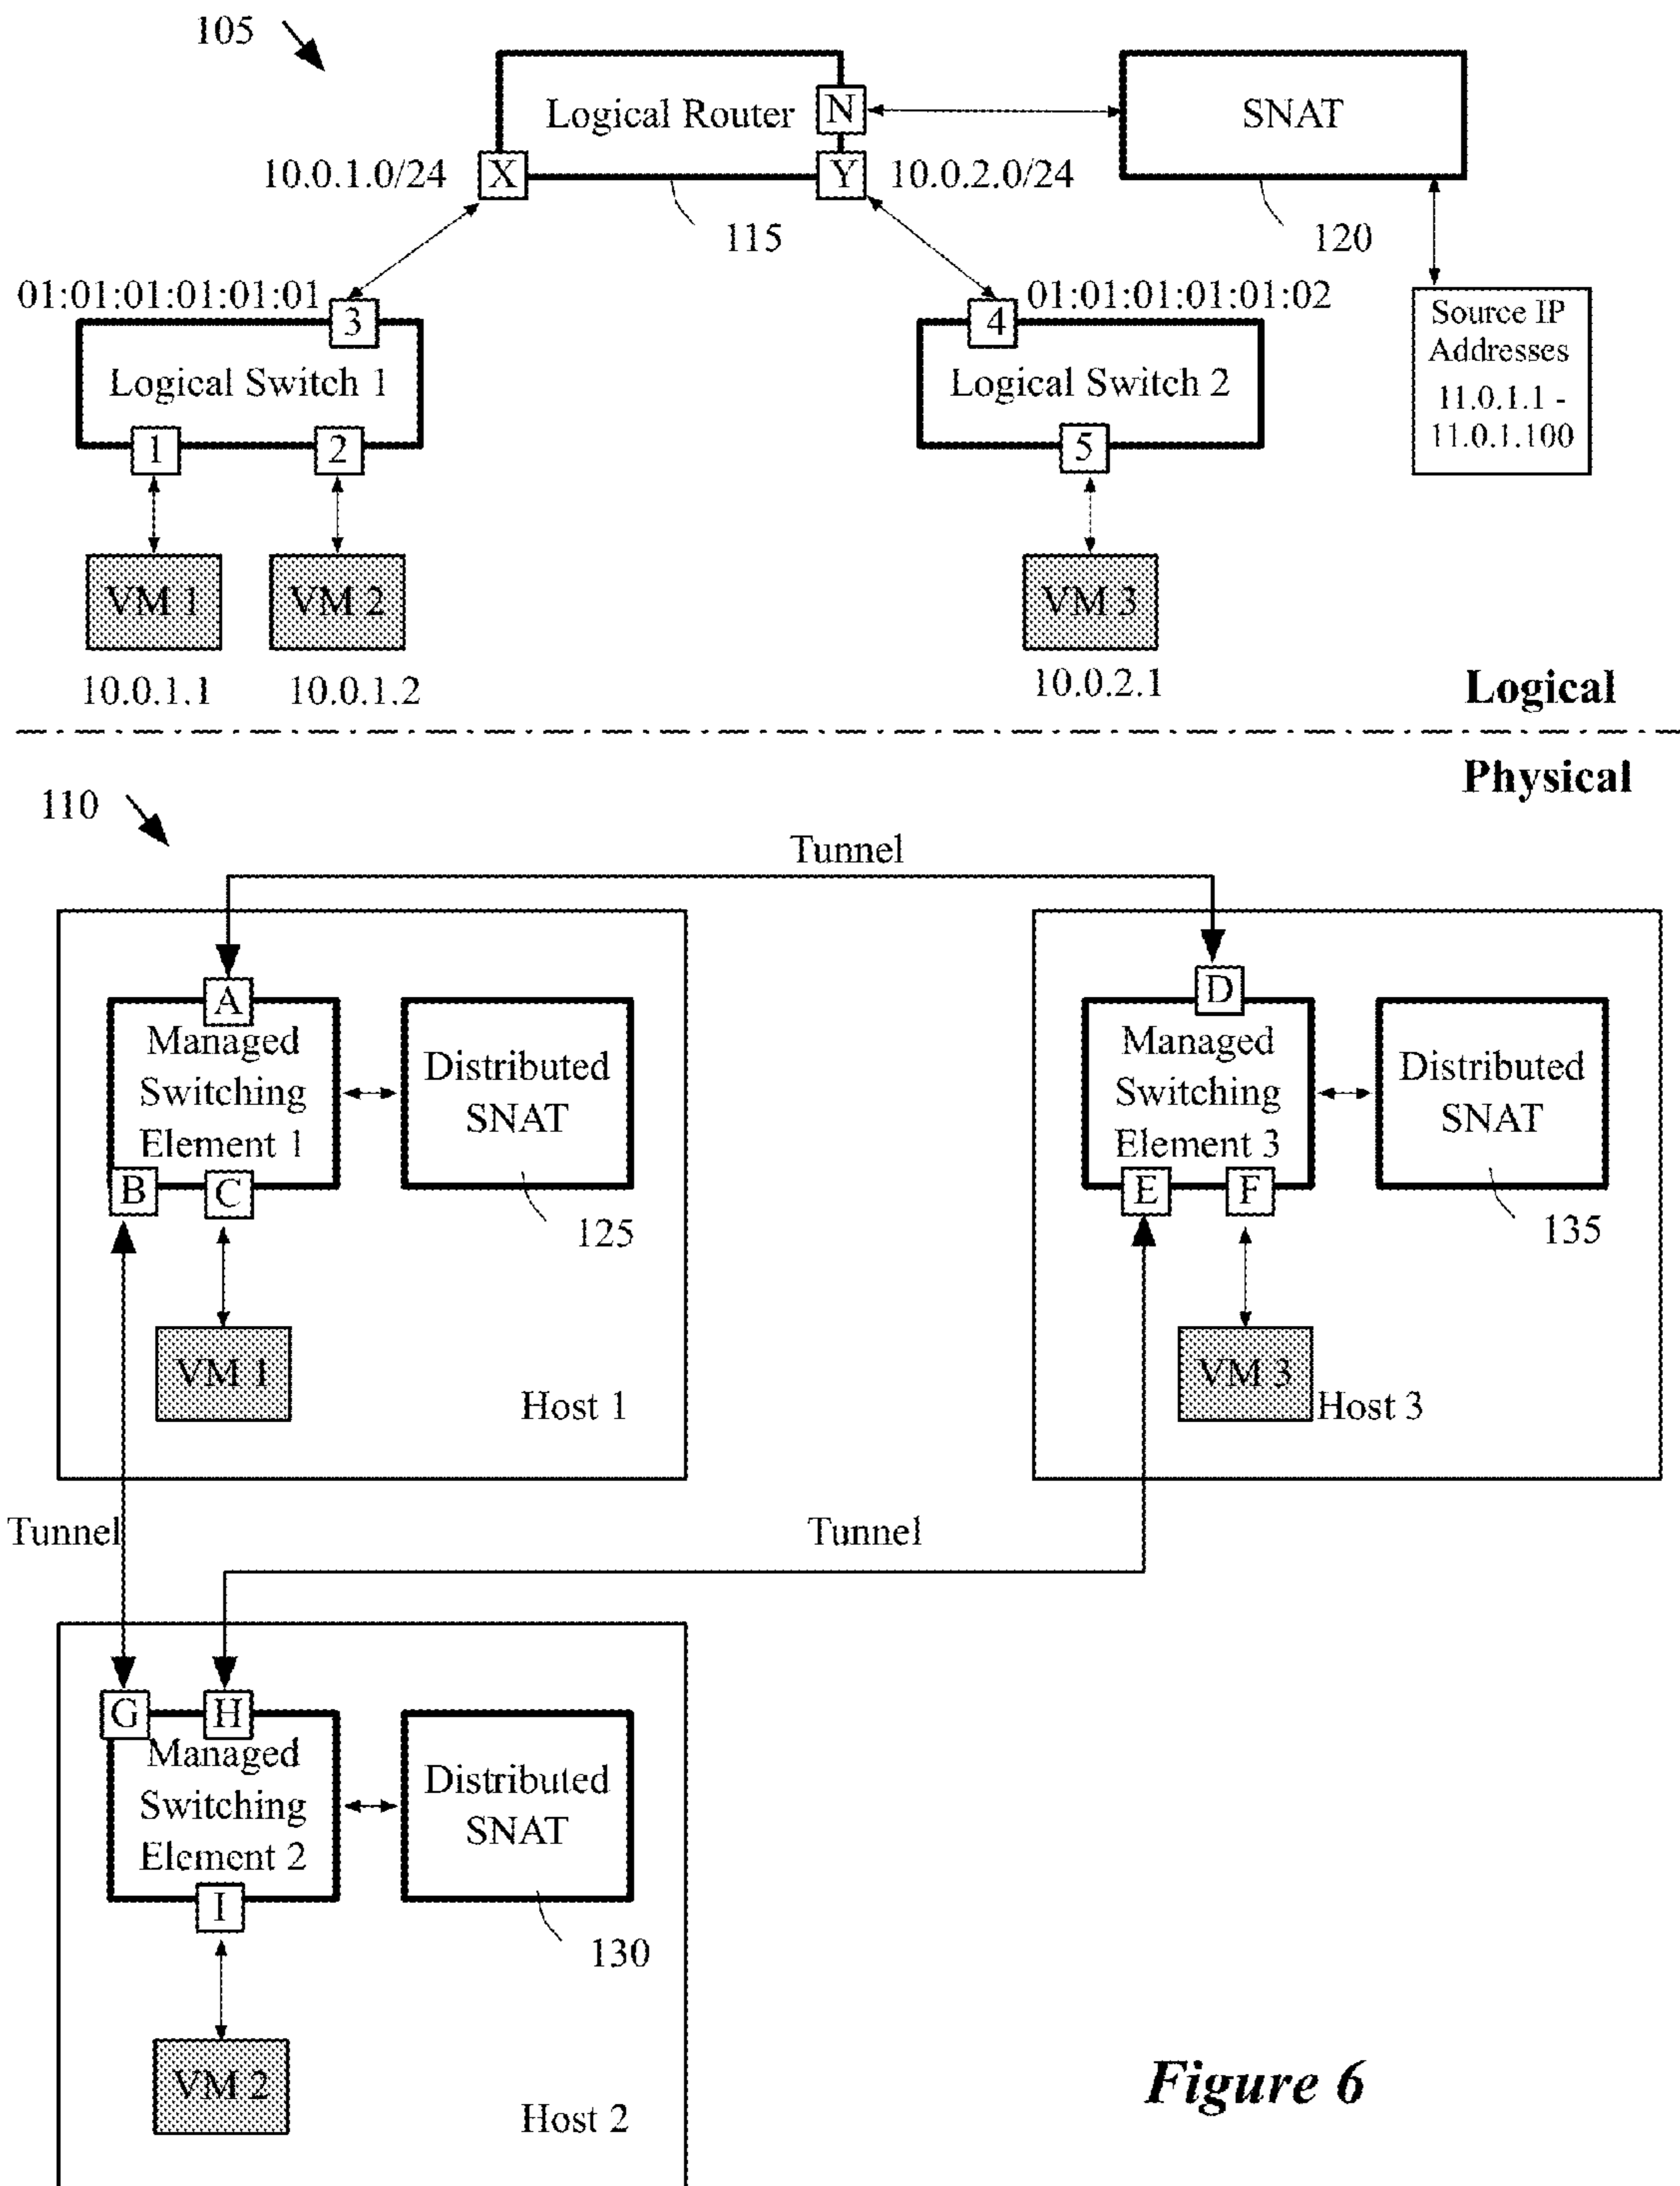 105
Logical Router
N
SNAT
10.0.1.0/24
X
Y
10.0.2.0/24
115
120
01:01:01:01:01:01
3
4
01:01:01:01:01:02
Source IP
Addresses
11.0.1.1 -
11.0.1.100
Logical Switch 1
Logical Switch 2
1
2
5
VM 1
VM 2
VM 3
10.0.1.1
10.0.1.2
10.0.2.1
Logical
Physical
110
Tunnel
A
Managed
Switching
Element 1
Distributed
SNAT
B
C
125
VM 1
Host 1
D
Managed
Switching
Element 3
Distributed
SNAT
E
F
135
VM 3
Host 3
Tunnel
Tunnel
G
H
Managed
Switching
Element 2
Distributed
SNAT
I
130
VM 2
Host 2
Figure 6